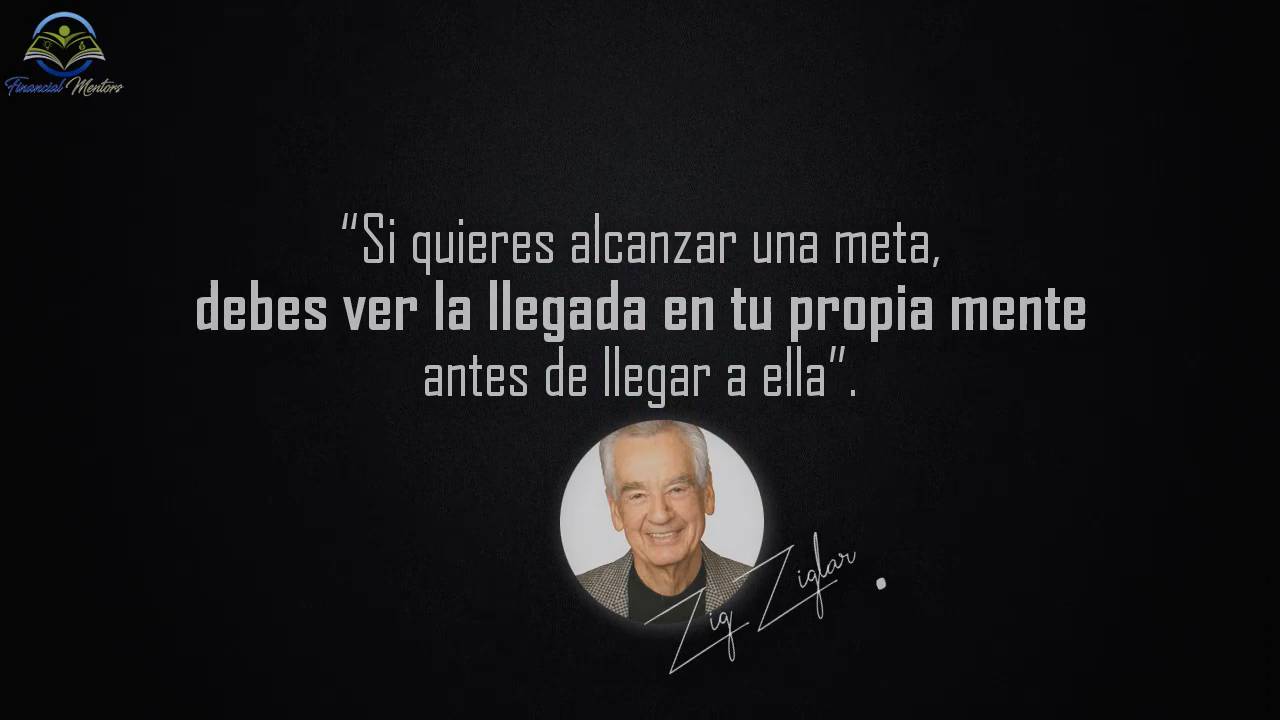 Financial Mentors
“Si quieres alcanzar una meta,
debes ver la llegada en tu propia mente
antes de llegar a ella”.
Zig Ziglar